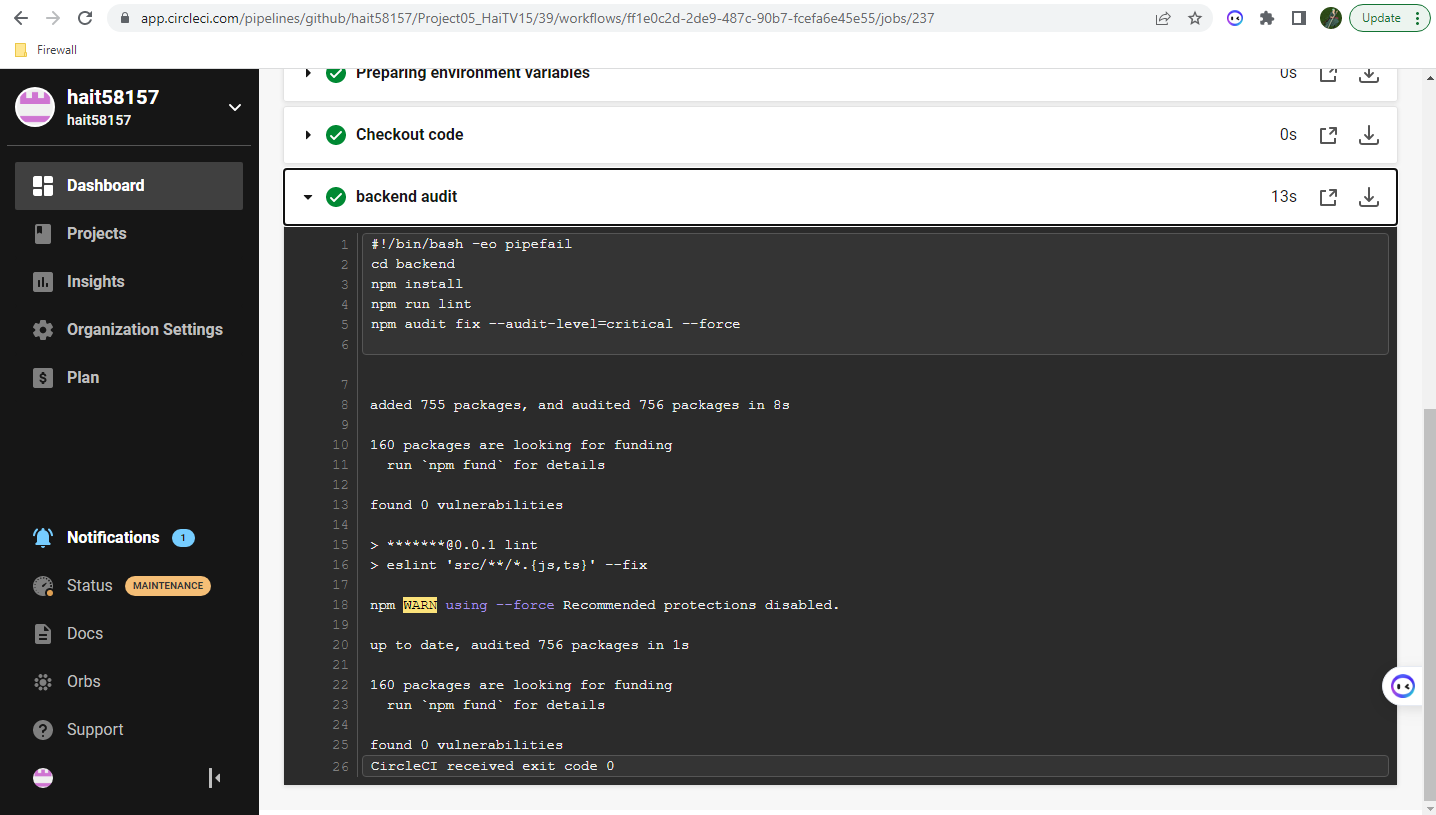 app.circleci.com/pipelines/github/hait58157/Project05_HaiTV15/39/workflows/ff1e0c2d-2de9-487c-90b7-fcefa6e45e55/jobs/237
Update
Firewall
hait58157
hait58157
Dashboard
Projects
Insights
Organization Settings
$ Plan
Notifications 1
Status MAINTENANCE
Docs
Orbs
? Support
Preparing environment variables 0s
Checkout code 0s
backend audit 13s
1 #!/bin/bash -eo pipefail
2 cd backend
3 npm install
4 npm run lint
5 npm audit fix --audit-level=critical --force
6
7
8 added 755 packages, and audited 756 packages in 8s
9
10 160 packages are looking for funding
11 run `npm fund` for details
12
13 found 0 vulnerabilities
14
15 > *******@0.0.1 lint
16 > eslint 'src/**/*.{js,ts}' --fix
17
18 npm WARN using --force Recommended protections disabled.
19
20 up to date, audited 756 packages in 1s
21
22 160 packages are looking for funding
23 run `npm fund` for details
24
25 found 0 vulnerabilities
26 CircleCI received exit code 0